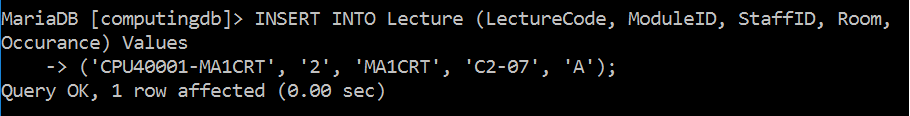 MariaDB [computingdb]> INSERT INTO Lecture (LectureCode, ModuleID, StaffID, Room,
Occurance) Values
    -> ('CPU40001-MA1CRT', '2', 'MA1CRT', 'C2-07', 'A');
Query OK, 1 row affected (0.00 sec)